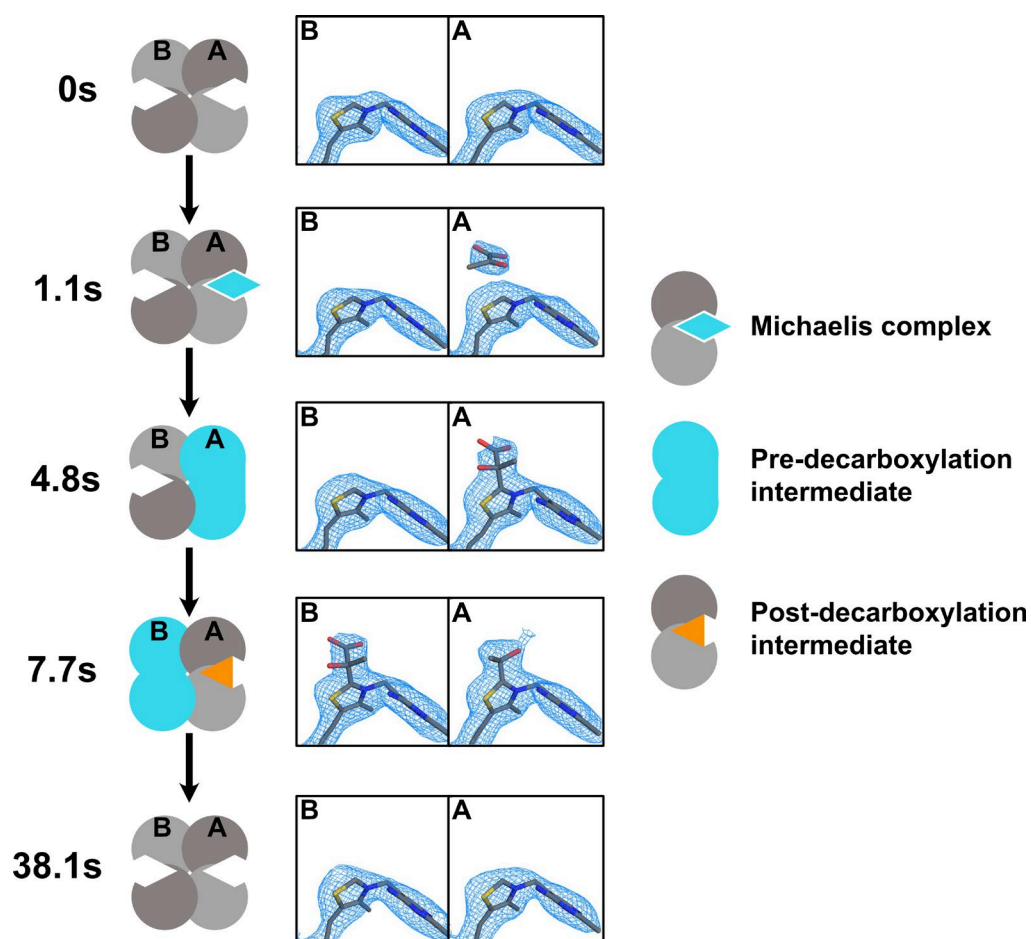 B A
B
A
0s
B A
B
A
1.1s
Michaelis complex
B A
B
A
4.8s
Pre-decarboxylation
intermediate
B A
B
A
7.7s
Post-decarboxylation
intermediate
B A
B
A
38.1s